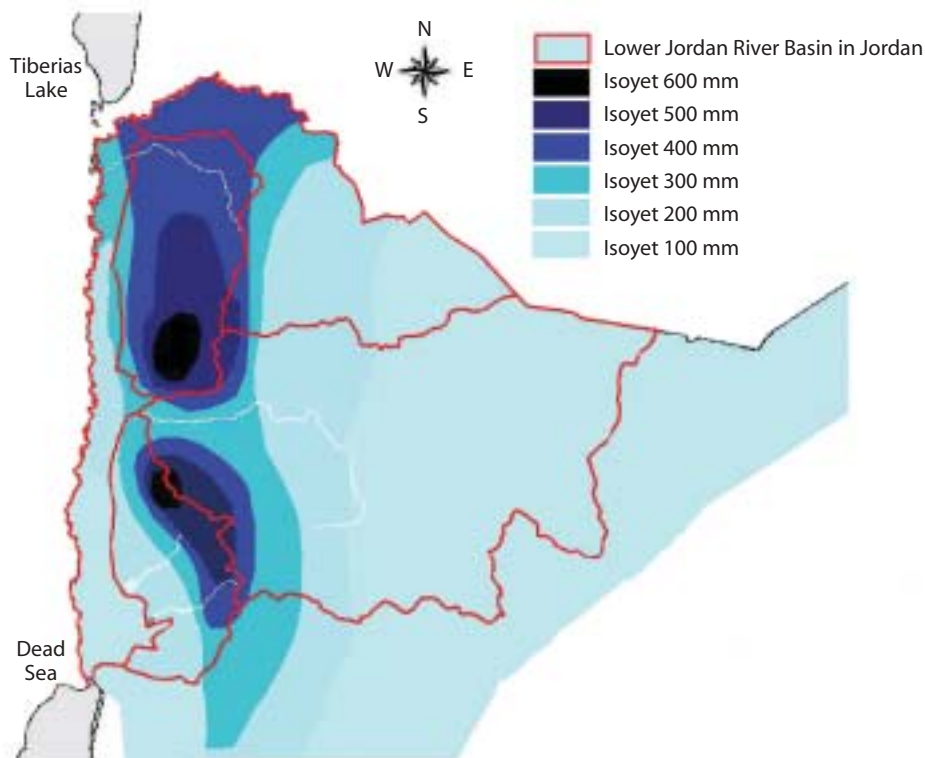 Tiberias
Lake
N
W
E
S
Dead
Sea
Lower Jordan River Basin in Jordan
Isoyet 600 mm
Isoyet 500 mm
Isoyet 400 mm
Isoyet 300 mm
Isoyet 200 mm
Isoyet 100 mm